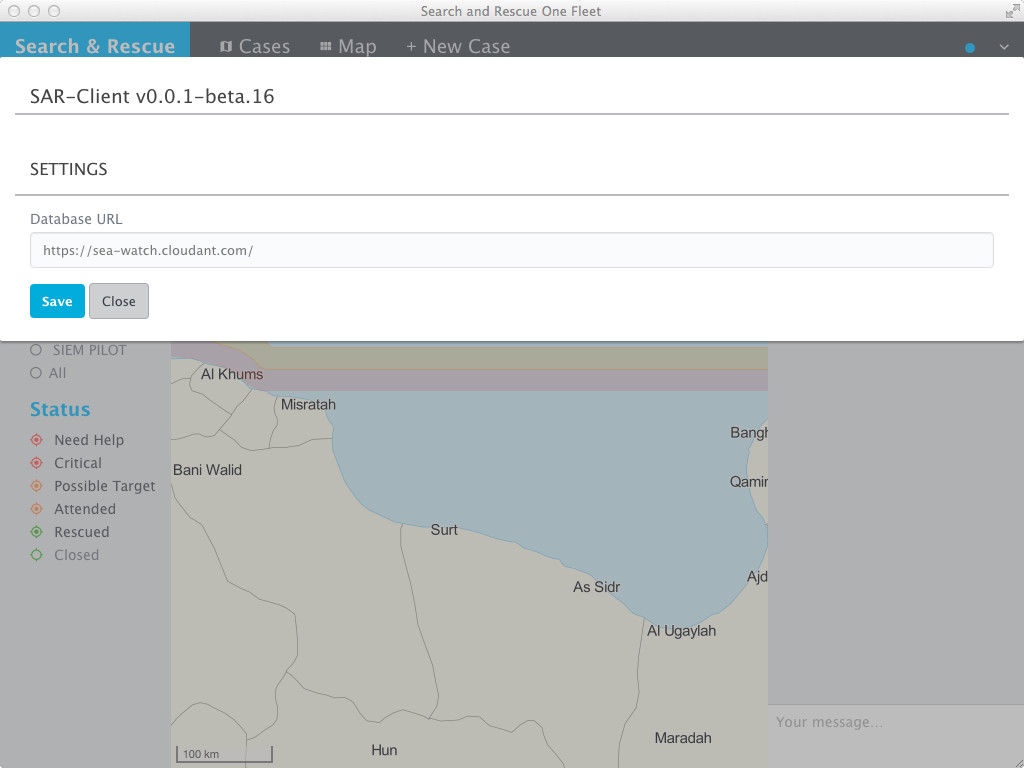 Search and Rescue One Fleet
Search & Rescue
Cases
Map
+ New Case
SAR-Client v0.0.1-beta.16
SETTINGS
Database URL
https://sea-watch.cloudant.com/
Save
Close
SIEM PILOT
All
Status
Need Help
Critical
Possible Target
Attended
Rescued
Closed
Al Khums
Misratah
Bangh
Bani Walid
Qamin
Surt
As Sidr
Ajd
Al Ugaylah
Maradah
Hun
100 km
Your message...